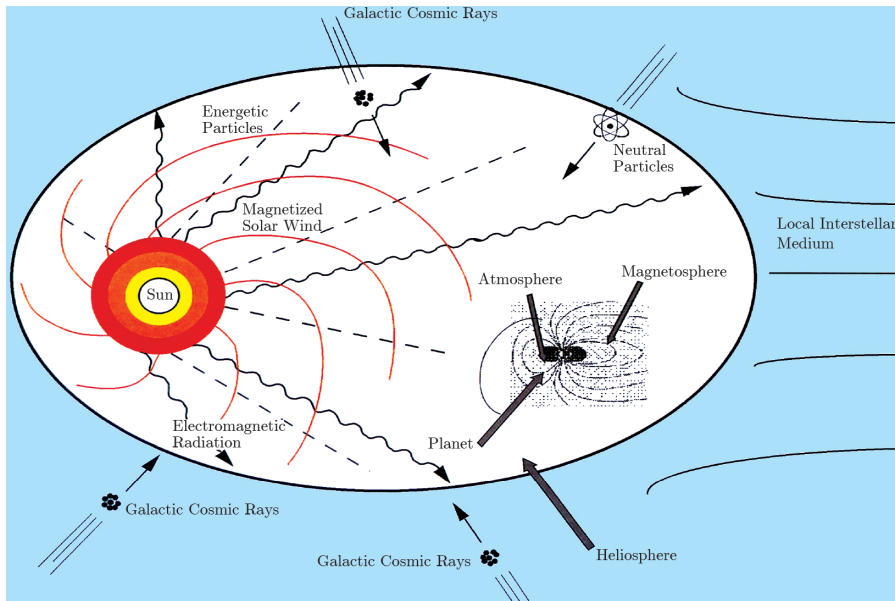 Galactic Cosmic Rays
Energetic
Particles
Neutral
Particles
Magnetized
Solar Wind
Local Interstellar
Medium
Atmosphere
Magnetosphere
Sun
Electromagnetic
Radiation
Planet
Galactic Cosmic Rays
Galactic Cosmic Rays
Heliosphere